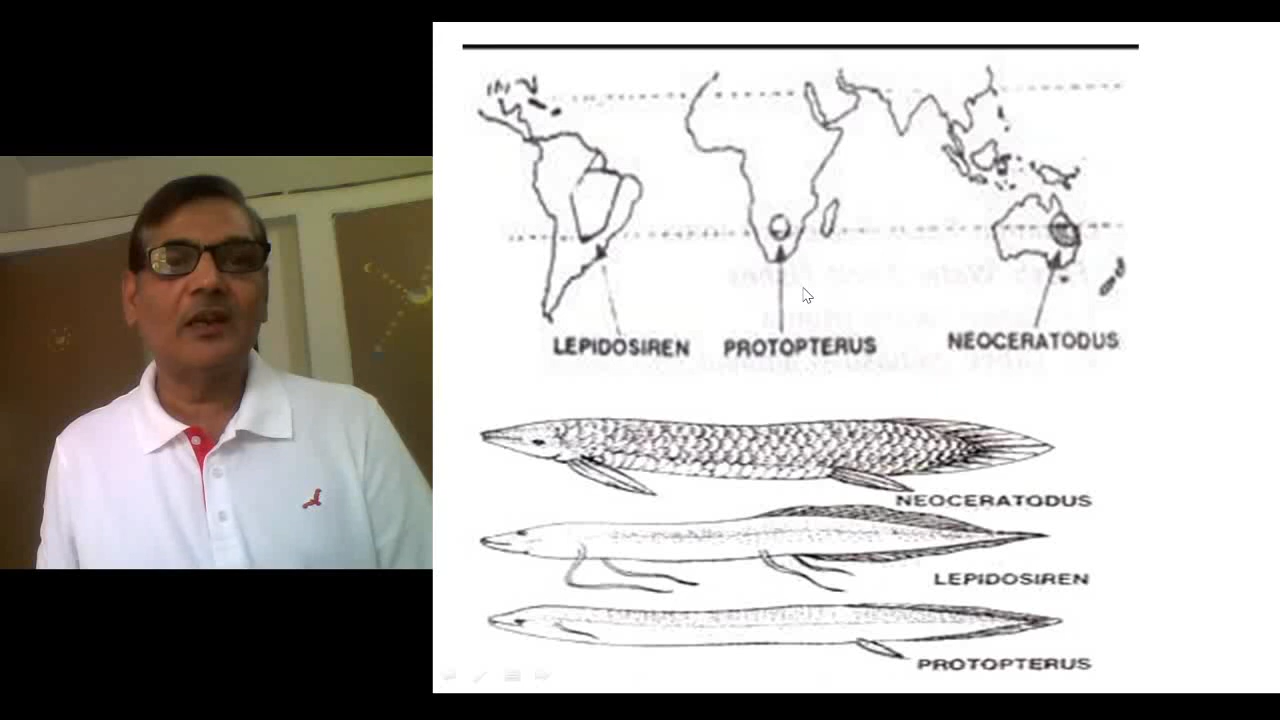 LEPIDOSIREN PROTOPTERUS NEOCERATODUS
NEOCERATODUS
LEPIDOSIREN
PROTOPTERUS